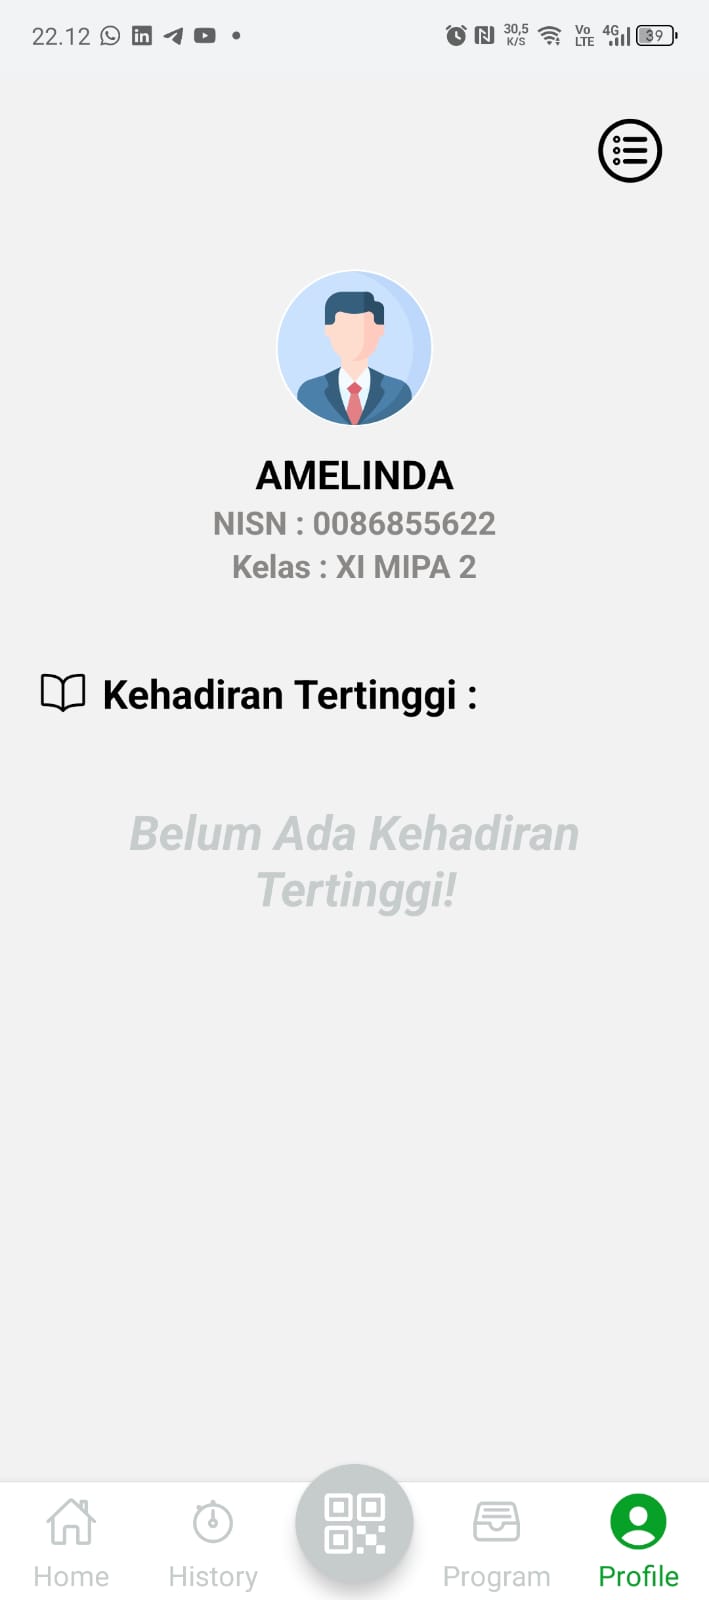 22.12
30,5
K/S
Vo
LTE
4G
39
AMELINDA
NISN : 0086855622
Kelas : XI MIPA 2
Kehadiran Tertinggi :
Belum Ada Kehadiran
Tertinggi!
Home
History
Program
Profile